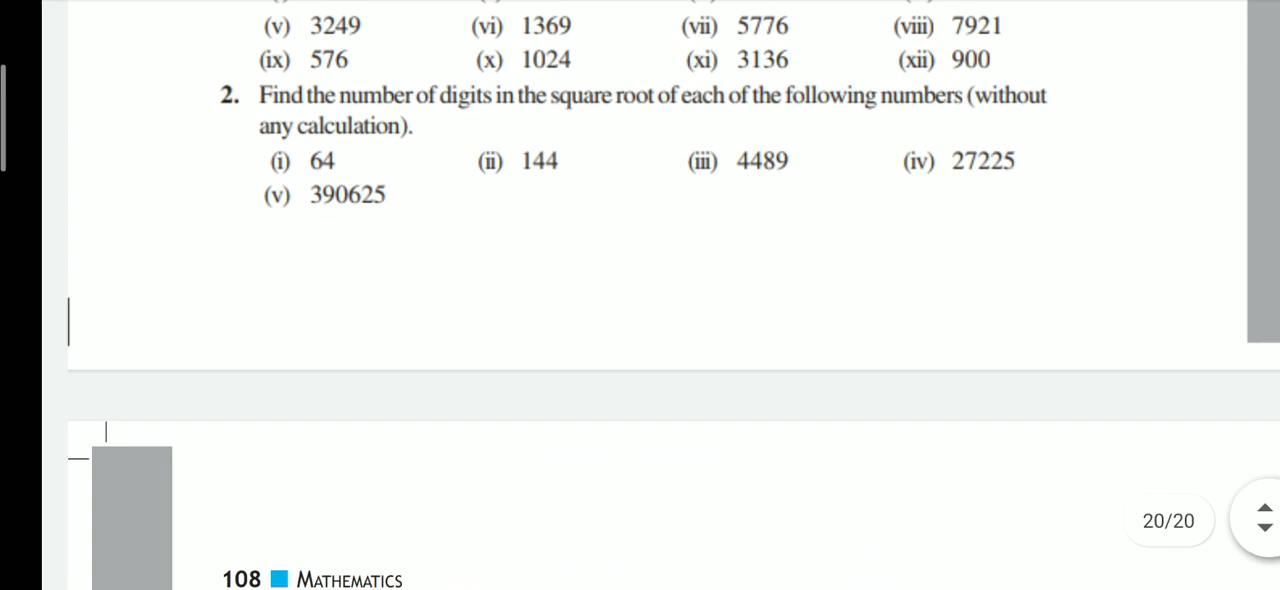 (v) 3249 (vi) 1369 (vii) 5776 (viii) 7921
(ix) 576 (x) 1024 (xi) 3136 (xii) 900
2. Find the number of digits in the square root of each of the following numbers (without
any calculation).
(i) 64 (ii) 144 (iii) 4489 (iv) 27225
(v) 390625
20/20
108 MATHEMATICS